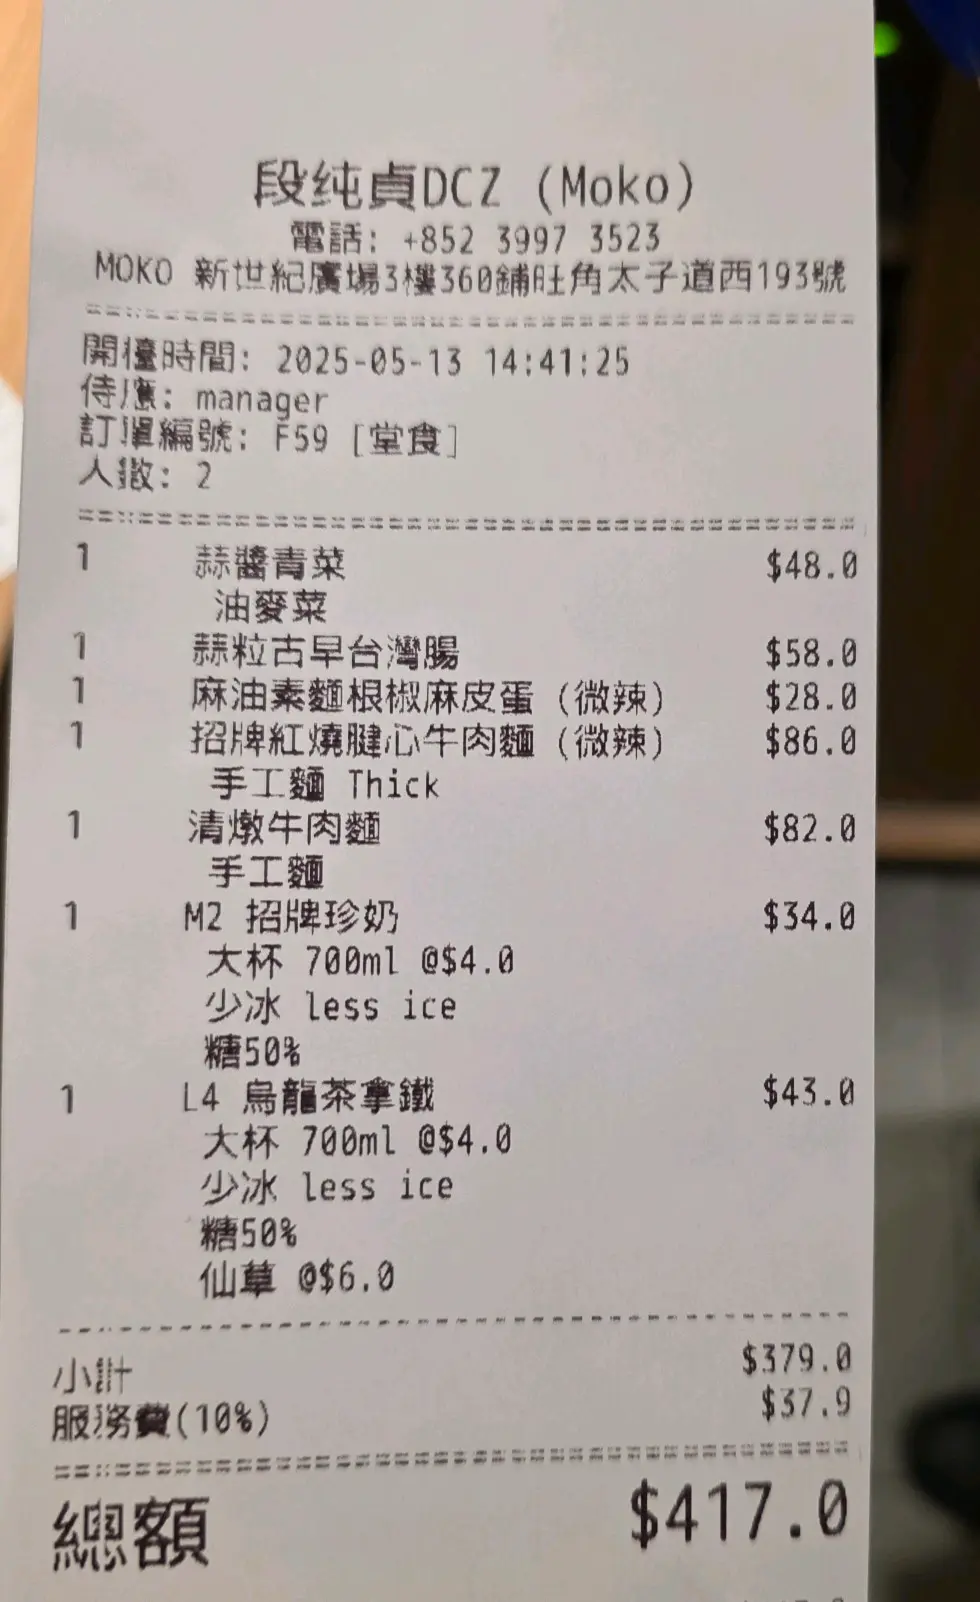 段纯貞DCZ (Moko)
電話: +852 3997 3523
MOKO 新世紀廣場3樓360鋪旺角太子道西193號
開檯時間: 2025-05-13 14:41:25
侍應: manager
訂單編號: F59 [堂食]
人數: 2
1 蒜醬青菜 $48.0
油麥菜
1 蒜粒古早台灣腸 $58.0
1 麻油素麵根椒麻皮蛋 (微辣) $28.0
1 招牌紅燒腱心牛肉麵 (微辣) $86.0
手工麵 Thick
1 清燉牛肉麵 $82.0
手工麵
1 M2 招牌珍奶 $34.0
大杯 700ml @$4.0
少冰 less ice
糖50%
1 L4 烏龍茶拿鐵 $43.0
大杯 700ml @$4.0
少冰 less ice
糖50%
仙草 @$6.0
小計 $379.0
服務費(10%) $37.9
總額 $417.0